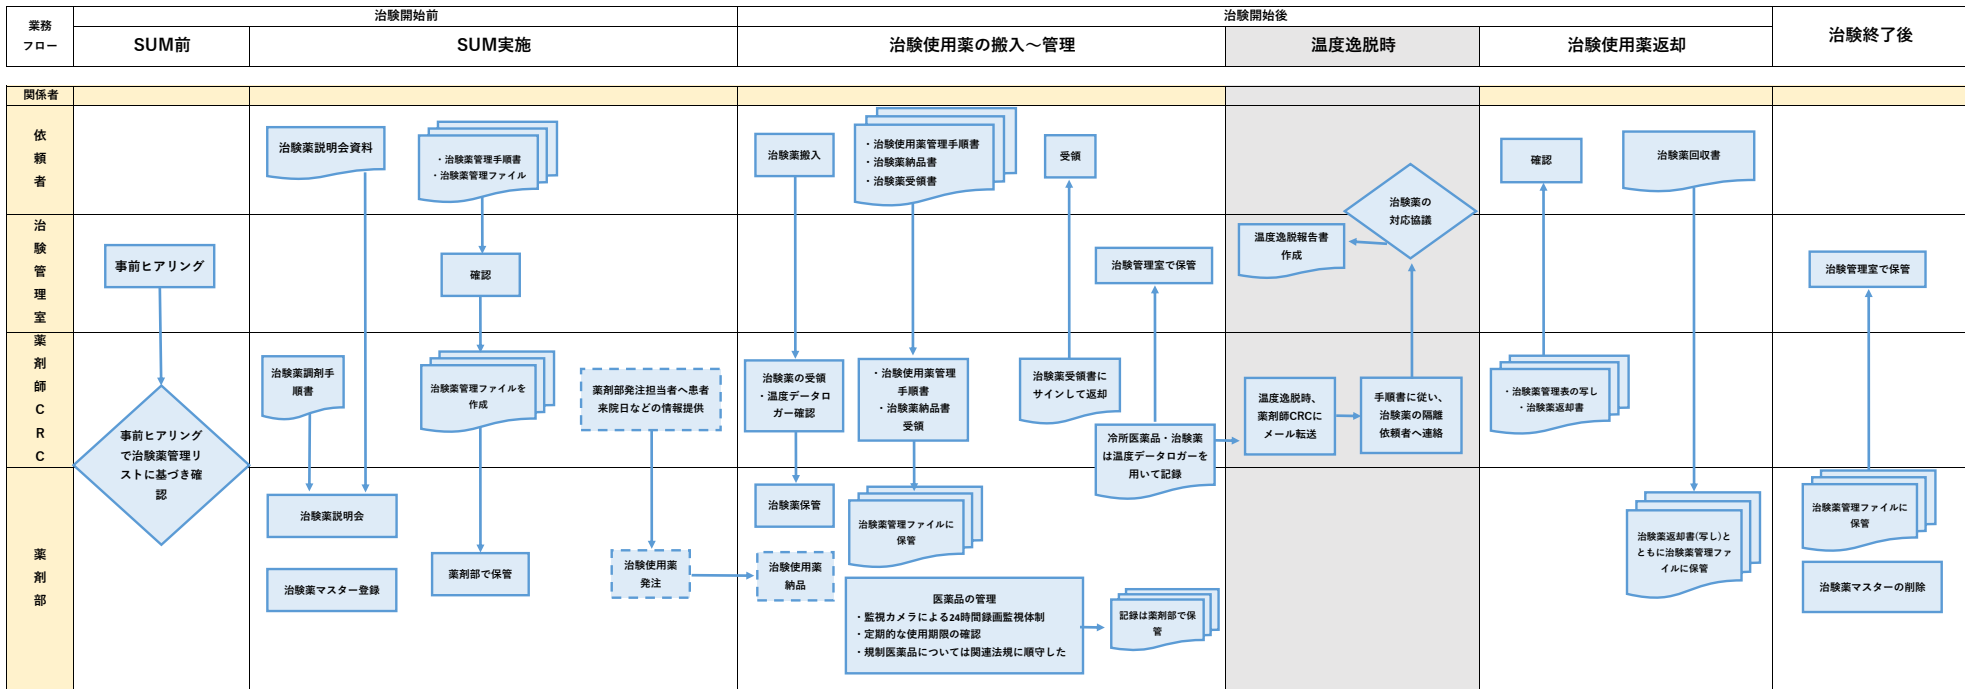 業務
フロー
治験開始前
治験開始後
治験終了後
SUM前
SUM実施
治験使用薬の搬入～管理
温度逸脱時
治験使用薬返却
関係者
依頼者
治験薬説明会資料
・治験薬管理手順書
・治験薬管理ファイル
治験薬搬入
・治験使用薬管理手順書
・治験薬納品書
・治験薬受領書
受領
治験薬の
対応協議
確認
治験薬回収書
治験管理室
事前ヒアリング
確認
治験管理室で保管
温度逸脱報告書
作成
治験管理室で保管
薬剤師CRC
事前ヒアリング
で治験薬管理リ
ストに基づき確
認
治験薬調剤手
順書
治験薬管理ファイルを
作成
薬剤部発注担当者へ患者
来院日などの情報提供
治験薬の受領
・温度データロ
ガー確認
・治験使用薬管理
手順書
・治験薬納品書
受領
治験薬受領書に
サインして返却
冷所医薬品・治験薬
は温度データロガーを
用いて記録
温度逸脱時、
薬剤師CRCに
メール転送
手順書に従い、
治験薬の隔離
依頼者へ連絡
・治験薬管理表の写し
・治験薬返却書
薬剤部
治験薬説明会
治験薬マスター登録
薬剤部で保管
治験使用薬
発注
治験薬保管
治験使用薬
納品
治験薬管理ファイルに
保管
医薬品の管理
・監視カメラによる24時間録画監視体制
・定期的な使用期限の確認
・規制医薬品については関連法規に順守した
記録は薬剤部で保
管
治験薬返却書(写し)と
ともに治験薬管理ファ
イルに保管
治験薬管理ファイルに
保管
治験薬マスターの削除